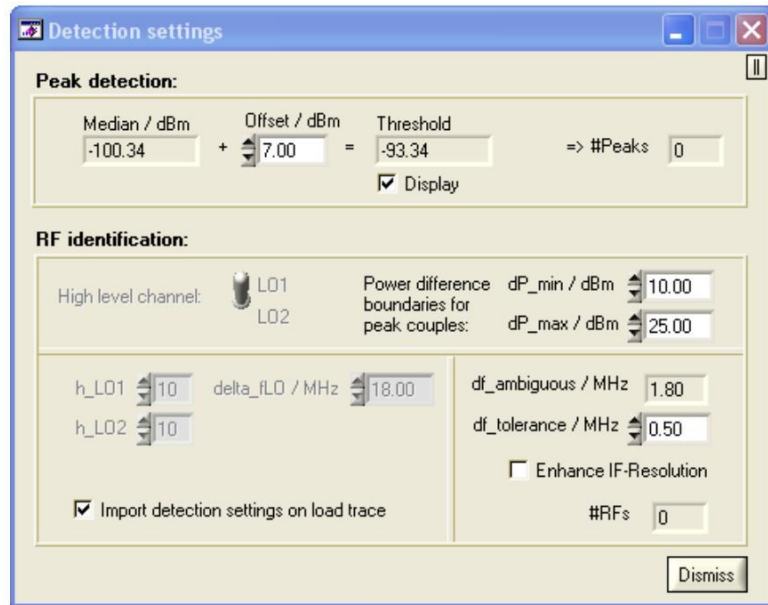 Detection settings
Peak detection:
Median / dBm Offset / dBm Threshold
-100.34 + 7.00 = -93.34 => #Peaks 0
Display
RF identification:
High level channel: LO1 LO2
Power difference boundaries for peak couples:
dP_min / dBm 10.00
dP_max / dBm 25.00
h_LO1 10 delta_fLO / MHz 18.00
h_LO2 10
Import detection settings on load trace
df_ambiguous / MHz 1.80
df_tolerance / MHz 0.50
Enhance IF-Resolution
#RFs 0
Dismiss